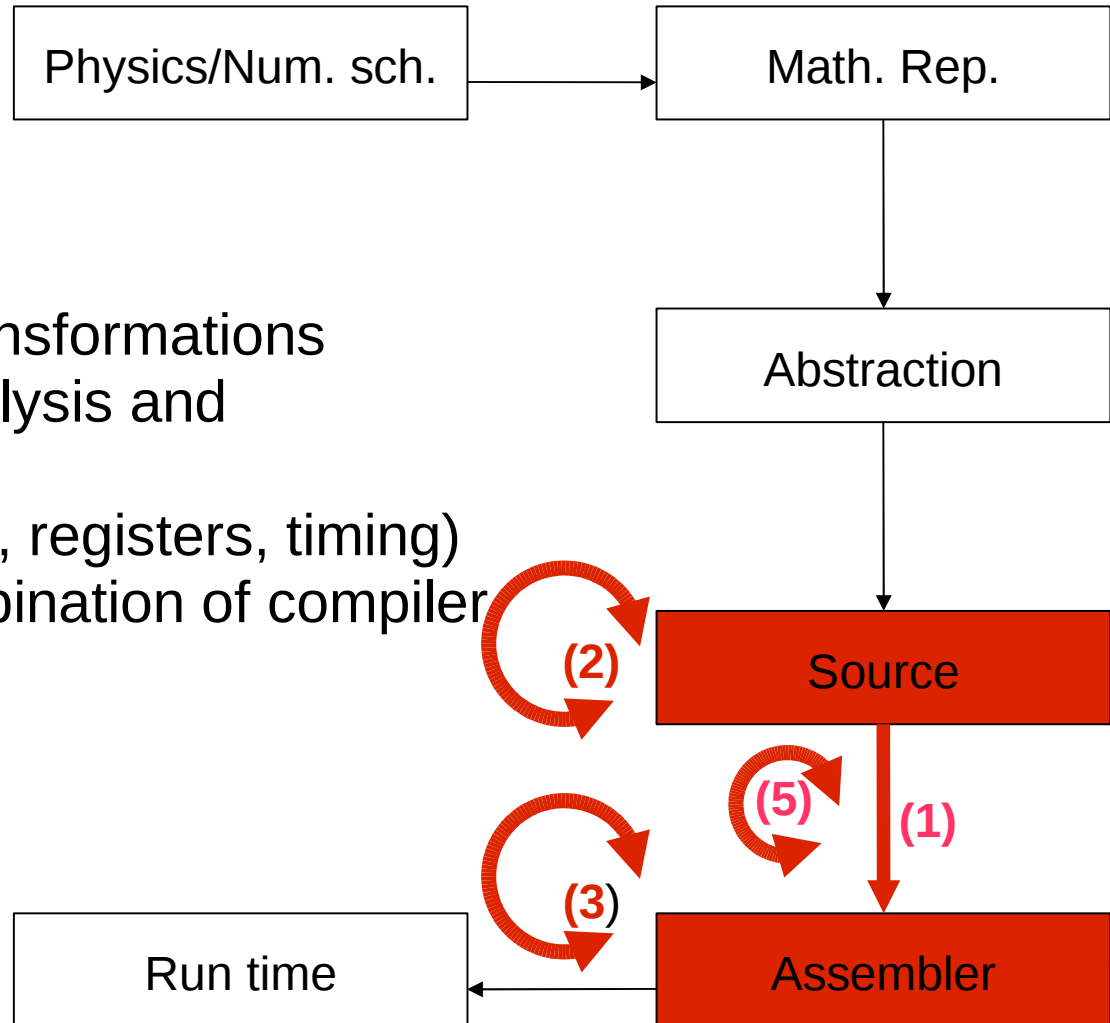 Physics/Num. sch.
Math. Rep.
nsformations
lysis and
Abstraction
, registers, timing)
bination of compiler
(2)
Source
(5)
(1)
(3)
Run time
Assembler